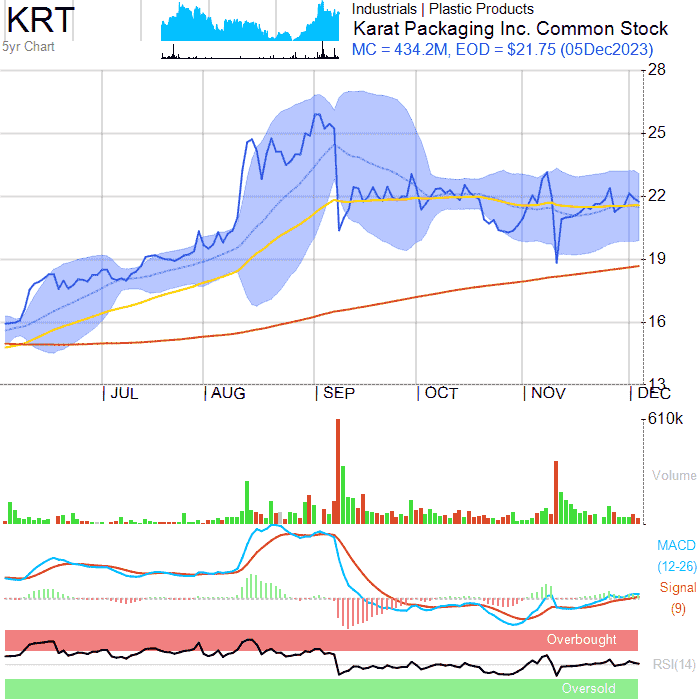 KRT
5yr Chart
Industrials | Plastic Products
Karat Packaging Inc. Common Stock
MC = 434.2M, EOD = $21.75 (05Dec2023)
28
25
22
19
16
13
JUL AUG SEP OCT NOV DEC
610k
Volume
MACD
(12-26)
Signal
(9)
Overbought
RSI(14)
Oversold